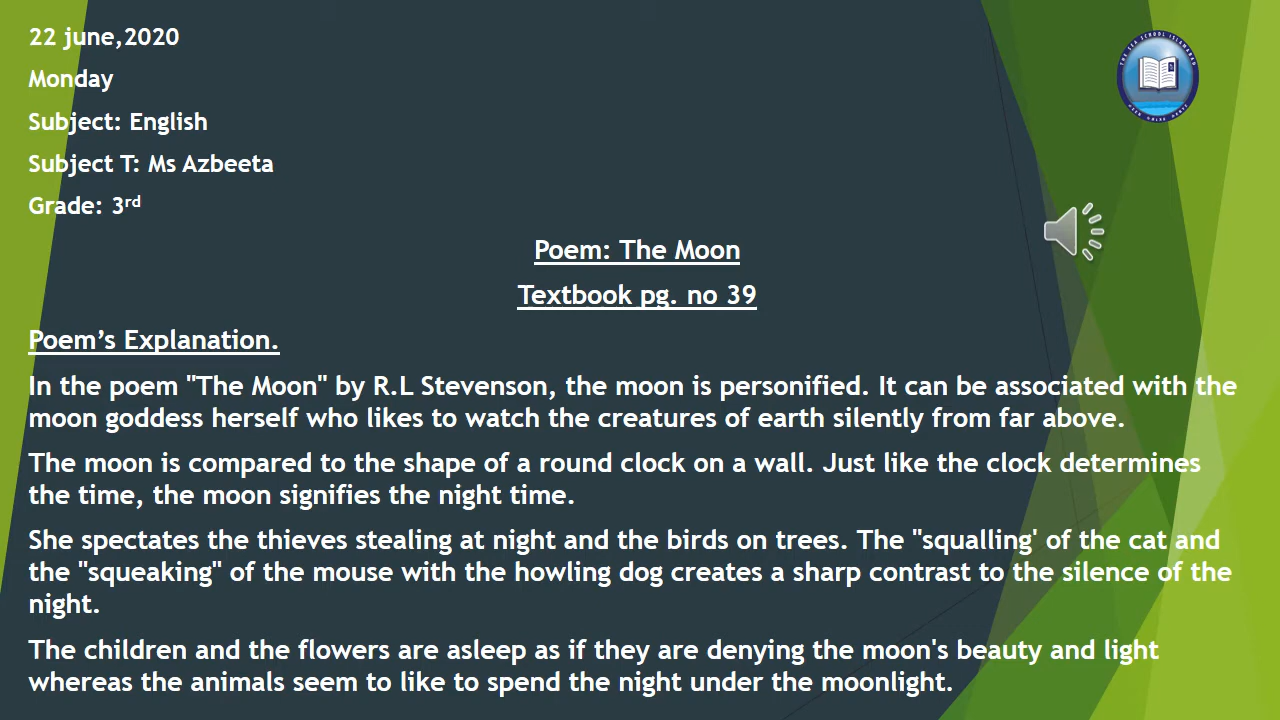 22 june,2020
Monday
Subject: English
Subject T: Ms Azbeeta
Grade: 3rd
Poem: The Moon
Textbook pg. no 39
Poem’s Explanation.
In the poem "The Moon" by R.L Stevenson, the moon is personified. It can be associated with the
moon goddess herself who likes to watch the creatures of earth silently from far above.
The moon is compared to the shape of a round clock on a wall. Just like the clock determines
the time, the moon signifies the night time.
She spectates the thieves stealing at night and the birds on trees. The "squalling' of the cat and
the "squeaking" of the mouse with the howling dog creates a sharp contrast to the silence of the
night.
The children and the flowers are asleep as if they are denying the moon's beauty and light
whereas the animals seem to like to spend the night under the moonlight.